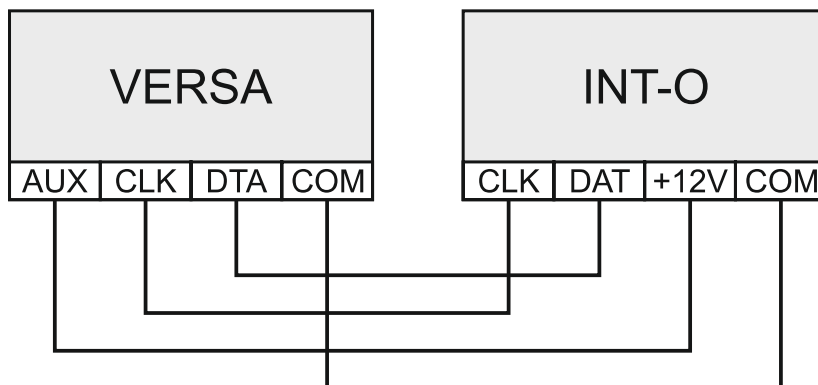 VERSA
INT-O
AUX CLK DTA COM
CLK DAT +12V COM